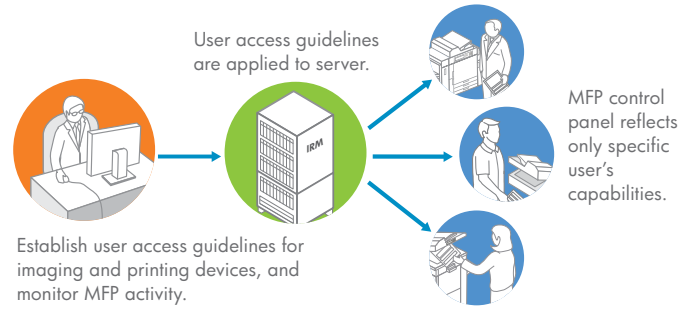 User access guidelines
are applied to server.
IRM
MFP control
panel reflects
only specific
user's
capabilities.
Establish user access guidelines for
imaging and printing devices, and
monitor MFP activity.